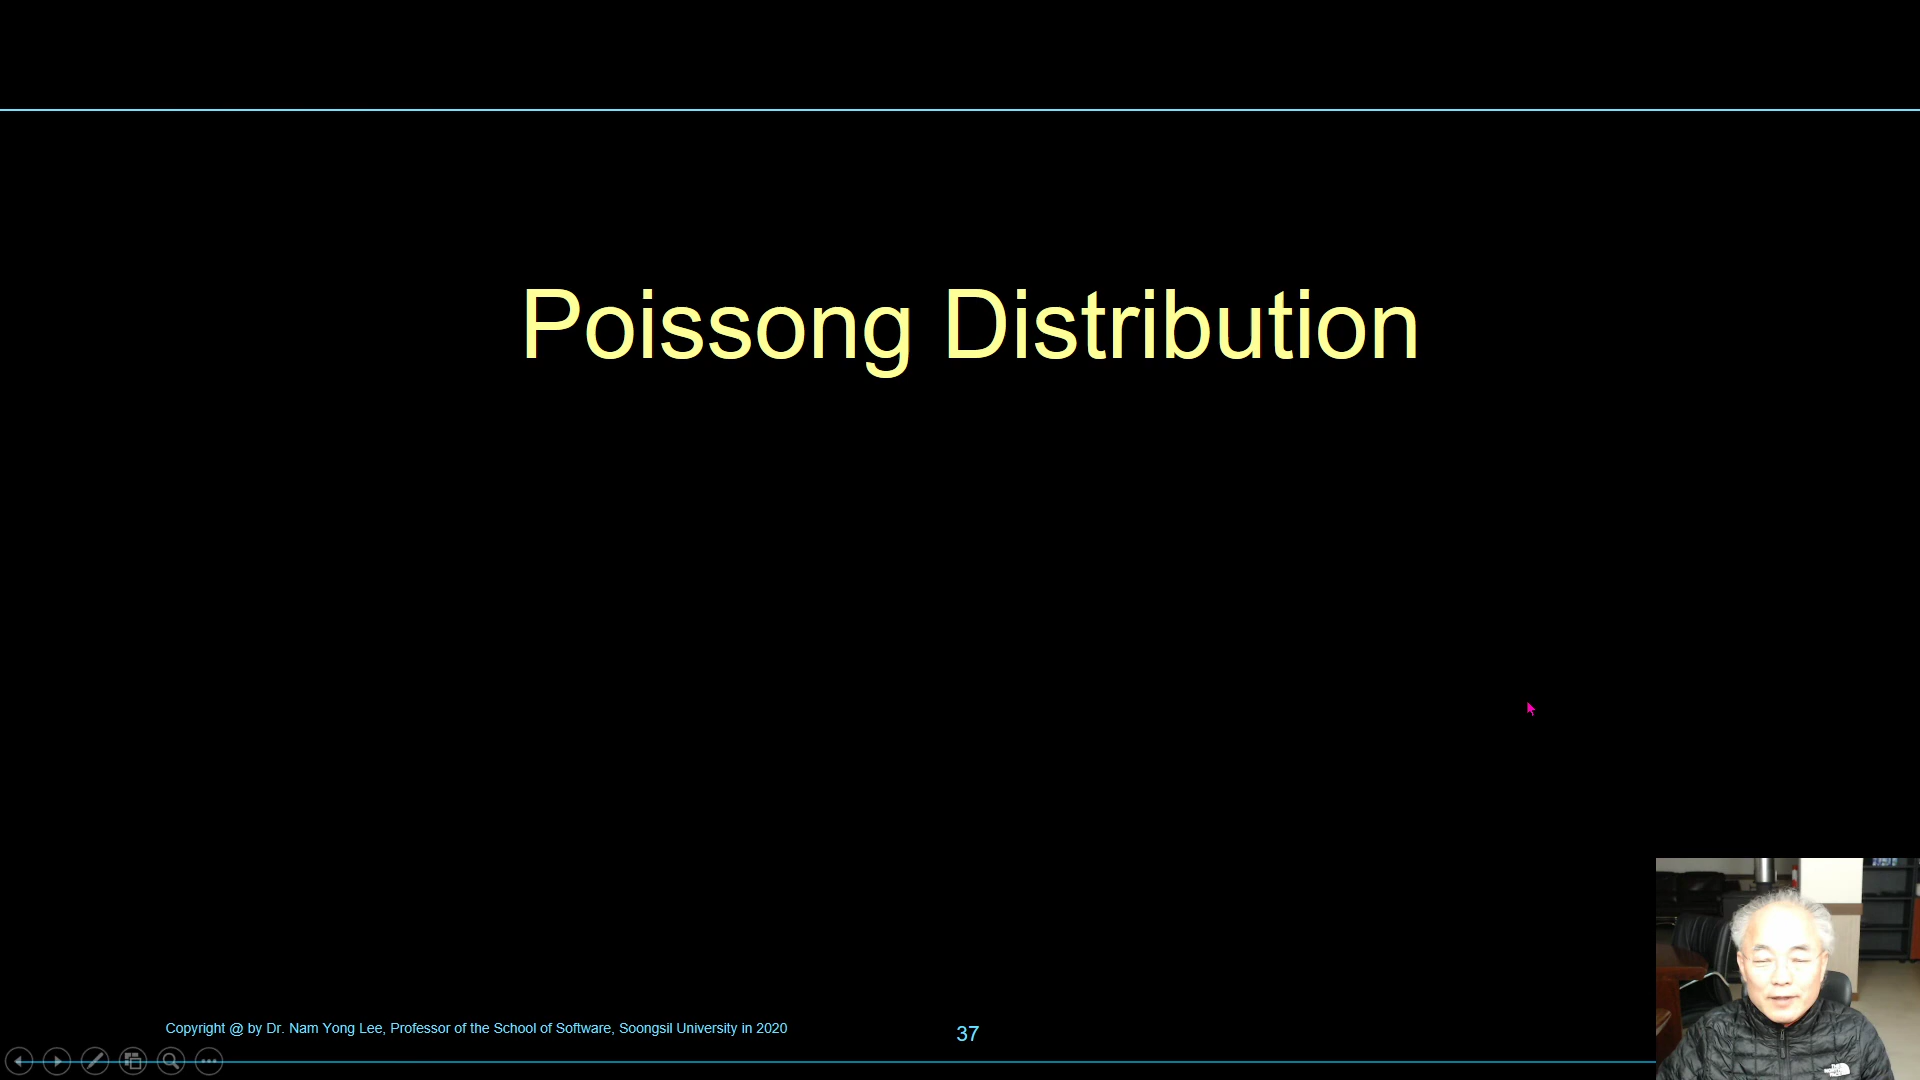 Poissong Distribution
Copyright @ by Dr. Nam Yong Lee, Professor of the School of Software, Soongsil University in 2020
37